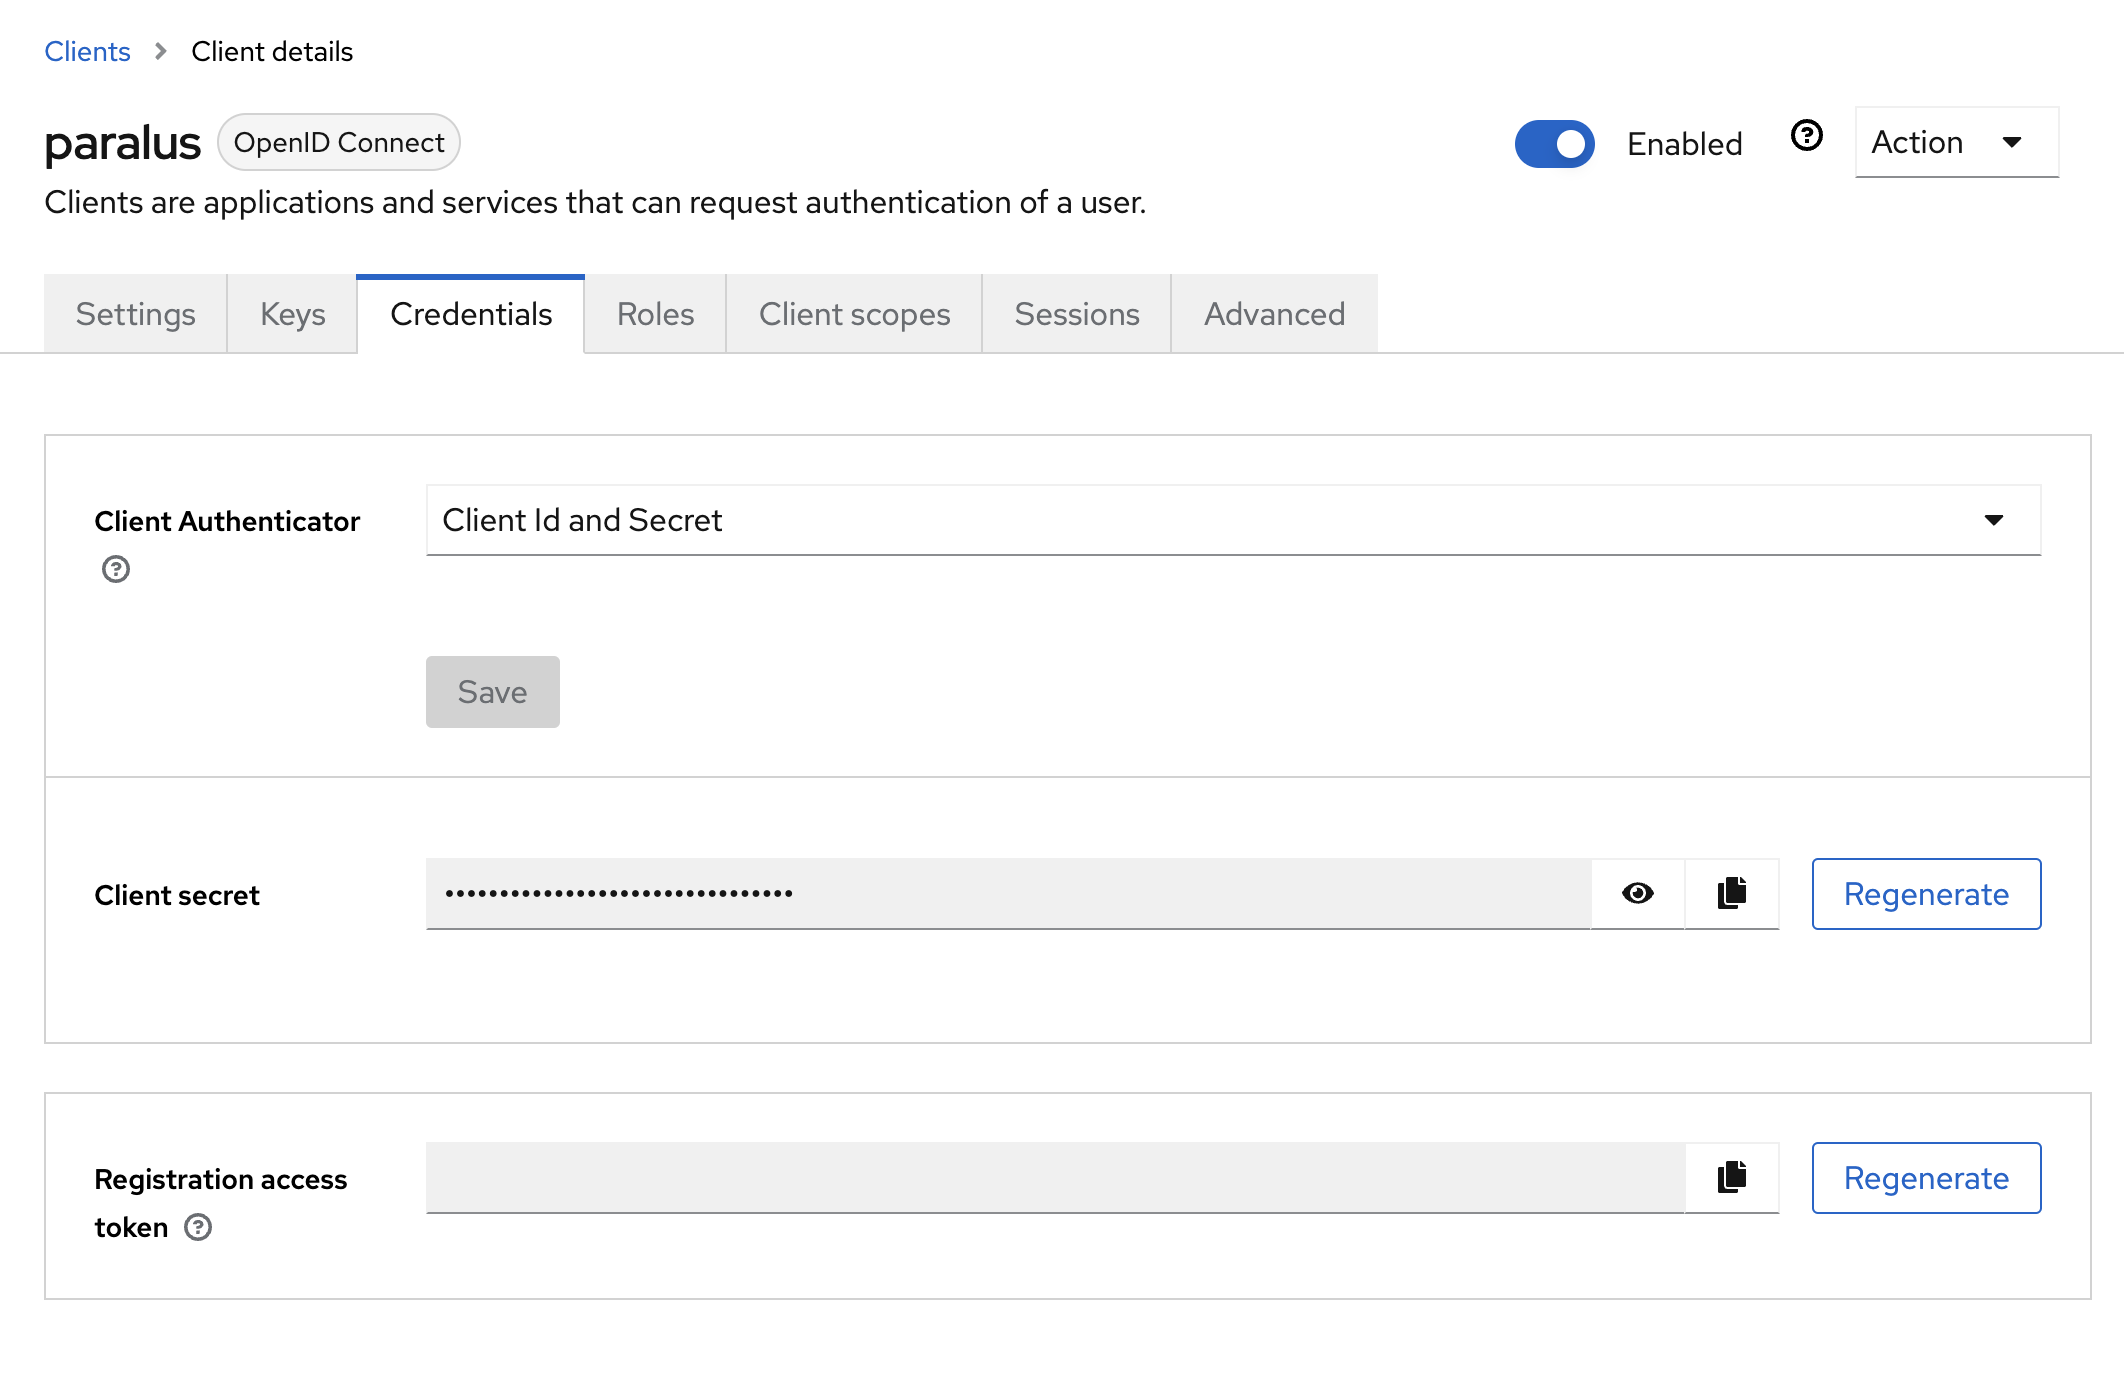 Clients > Client details
paralus OpenID Connect
Enabled
Action
Clients are applications and services that can request authentication of a user.
Settings Keys Credentials Roles Client scopes Sessions Advanced
Client Authenticator
Client Id and Secret
Save
Client secret
••••••••••••••••••••••••••••••••
Regenerate
Registration access
token
Regenerate